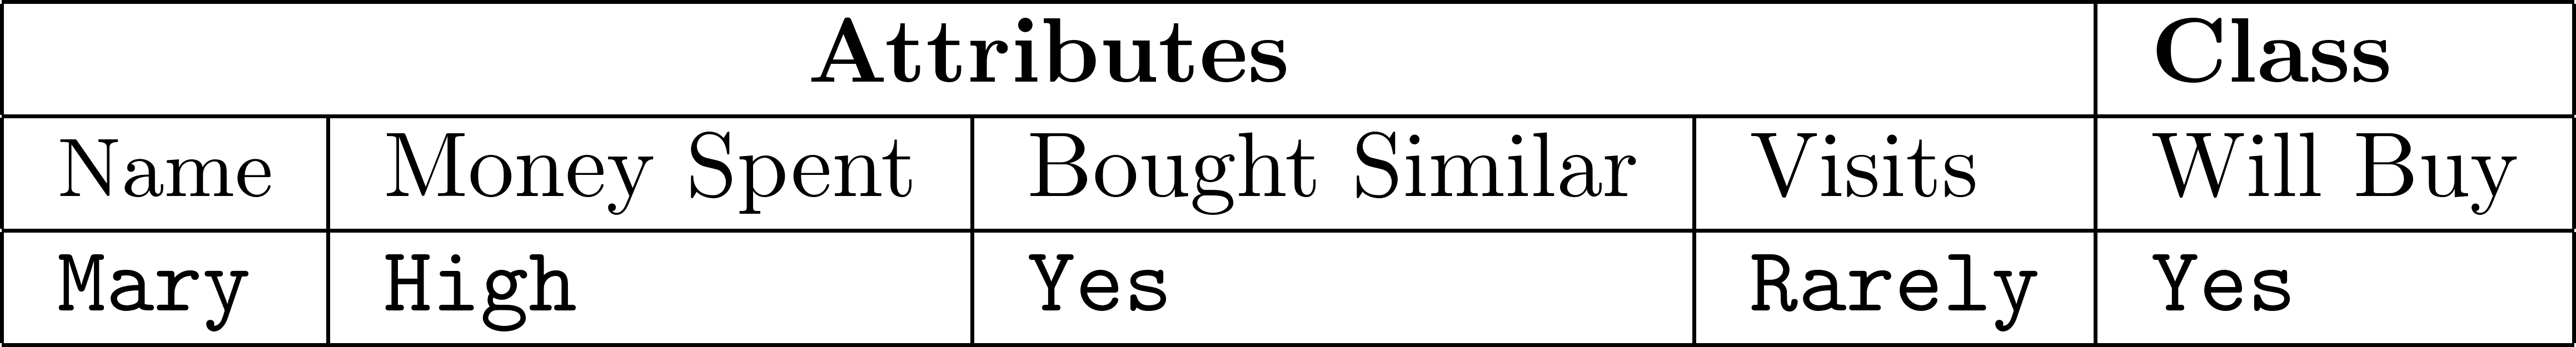 Attributes Class
Name Money Spent Bought Similar Visits Will Buy
Mary High Yes Rarely Yes